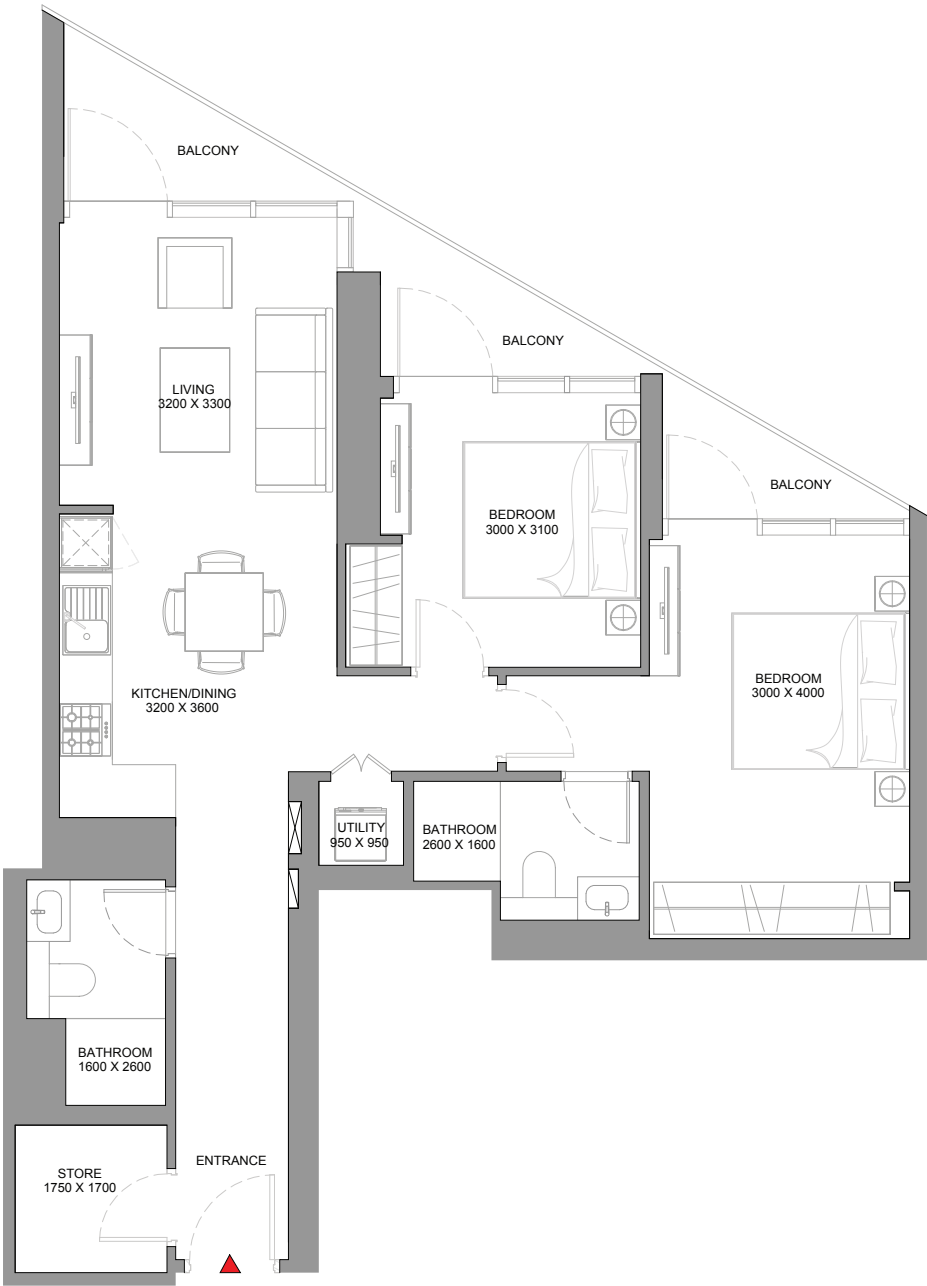 BALCONY
BALCONY
LIVING
3200 X 3300
BALCONY
BEDROOM
3000 X 3100
BEDROOM
3000 X 4000
KITCHEN/DINING
3200 X 3600
UTILITY
950 X 950
BATHROOM
2600 X 1600
BATHROOM
1600 X 2600
ENTRANCE
STORE
1750 X 1700